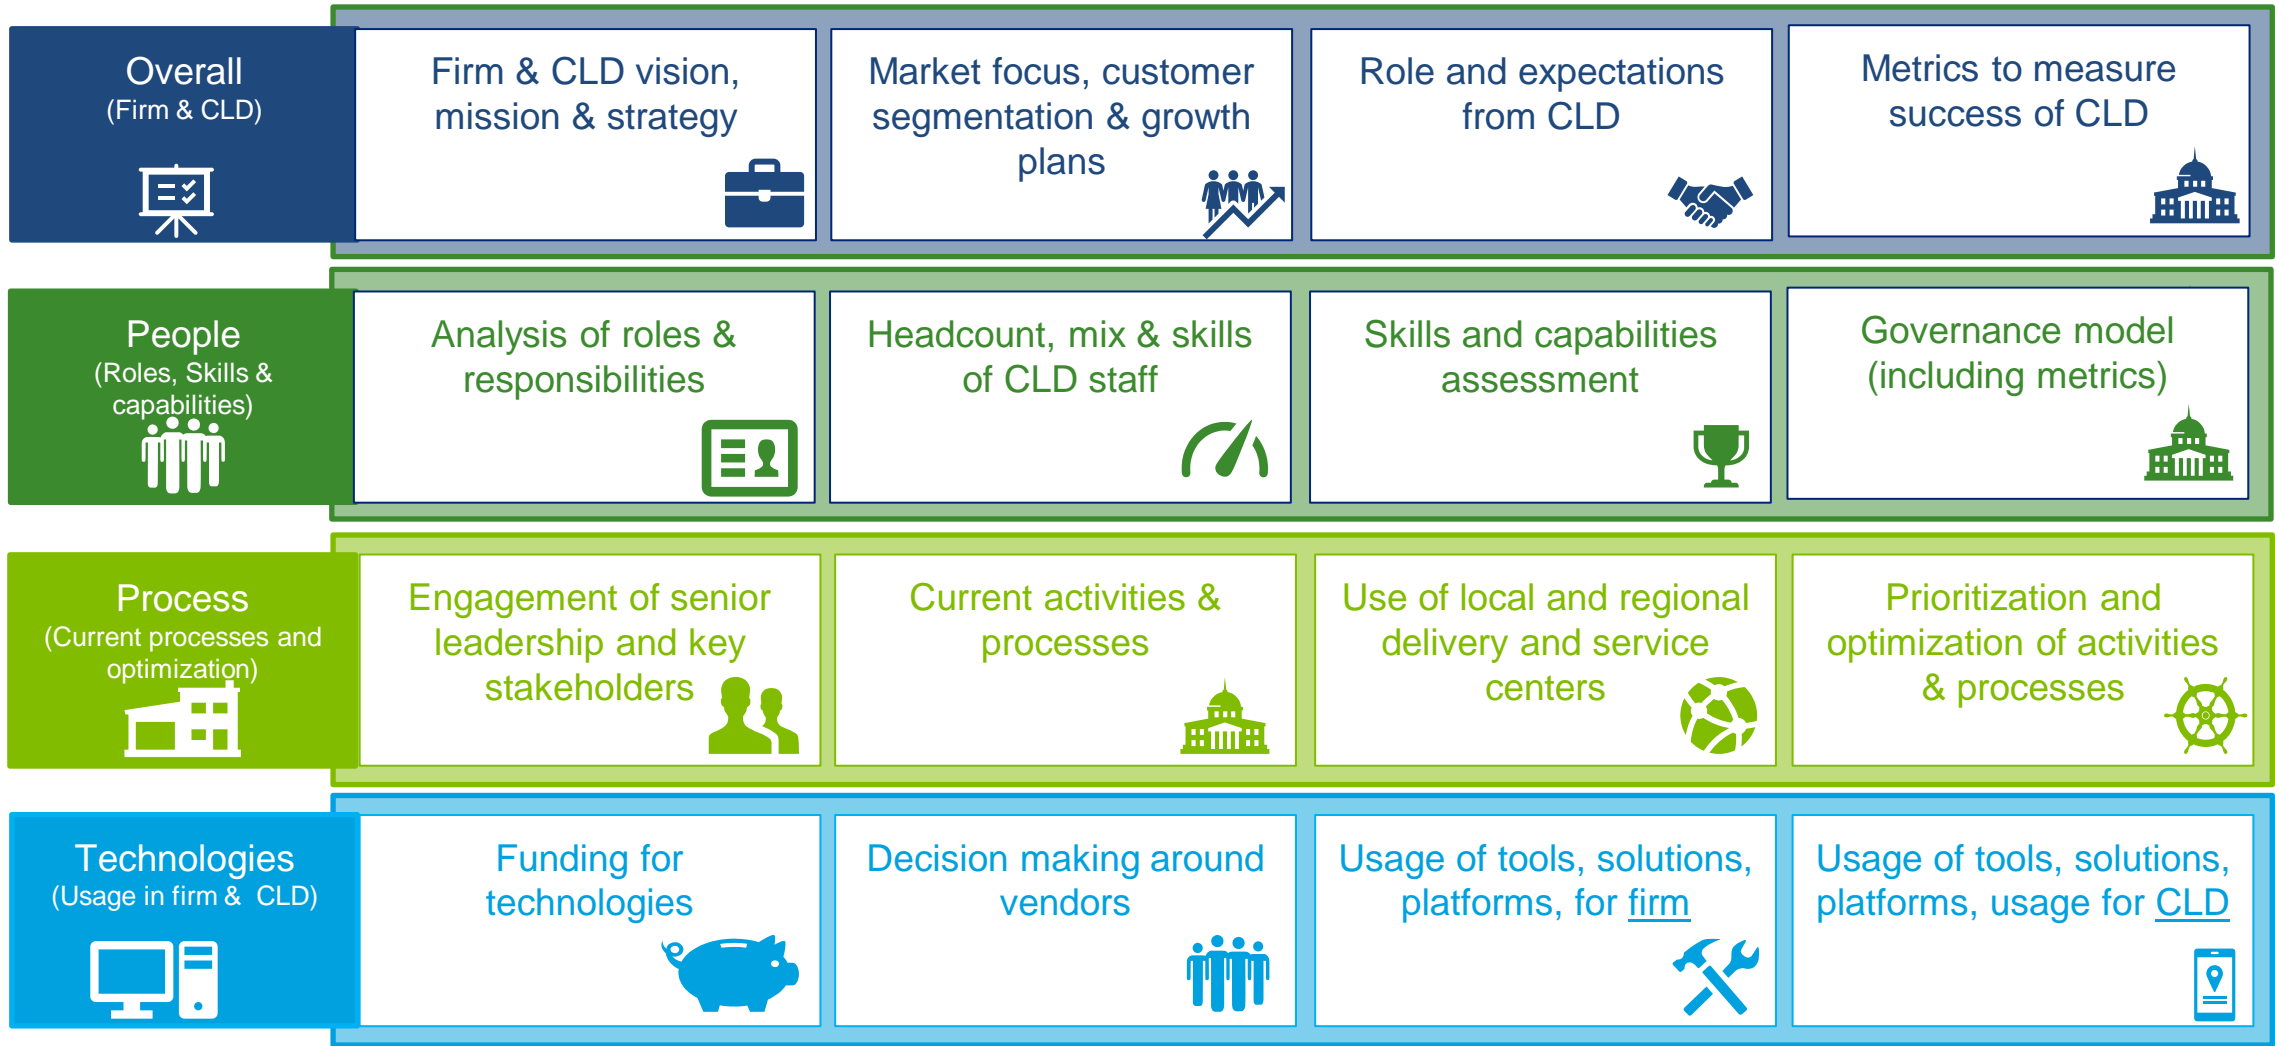 Overall
(Firm & CLD)
Firm & CLD vision,
mission & strategy
Market focus, customer
segmentation & growth
plans
Role and expectations
from CLD
Metrics to measure
success of CLD
People
(Roles, Skills &
capabilities)
Analysis of roles &
responsibilities
Headcount, mix & skills
of CLD staff
Skills and capabilities
assessment
Governance model
(including metrics)
Process
(Current processes and
optimization)
Engagement of senior
leadership and key
stakeholders
Current activities &
processes
Use of local and regional
delivery and service
centers
Prioritization and
optimization of activities
& processes
Technologies
(Usage in firm & CLD)
Funding for
technologies
Decision making around
vendors
Usage of tools, solutions,
platforms, for firm
Usage of tools, solutions,
platforms, usage for CLD